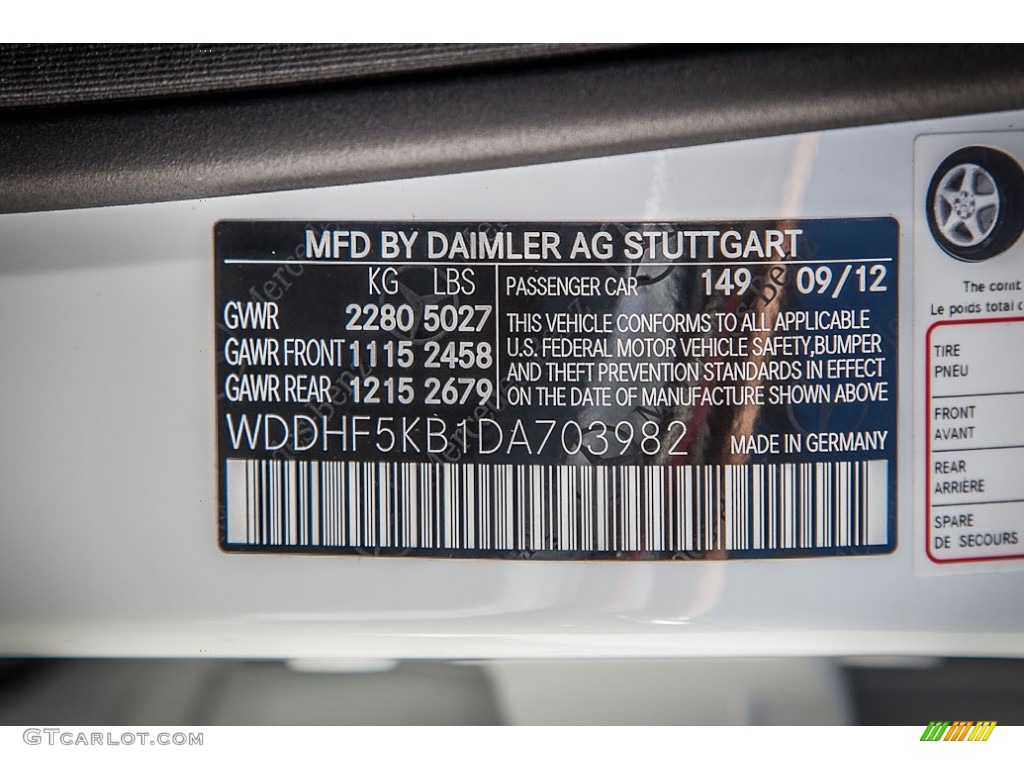 MFD BY DAIMLER AG STUTTGART
KG LBS
GWR 2280 5027
GAWR FRONT 1115 2458
GAWR REAR 1215 2679
PASSENGER CAR 149 09/12
THIS VEHICLE CONFORMS TO ALL APPLICABLE
U.S. FEDERAL MOTOR VEHICLE SAFETY,BUMPER
AND THEFT PREVENTION STANDARDS IN EFFECT
ON THE DATE OF MANUFACTURE SHOWN ABOVE
WDDHF5KB1DA703982 MADE IN GERMANY
The
Le poids total
TIRE
PNEU
FRONT
AVANT
REAR
ARRIÈRE
SPARE
DE SECOURS
GTCARLOT.COM